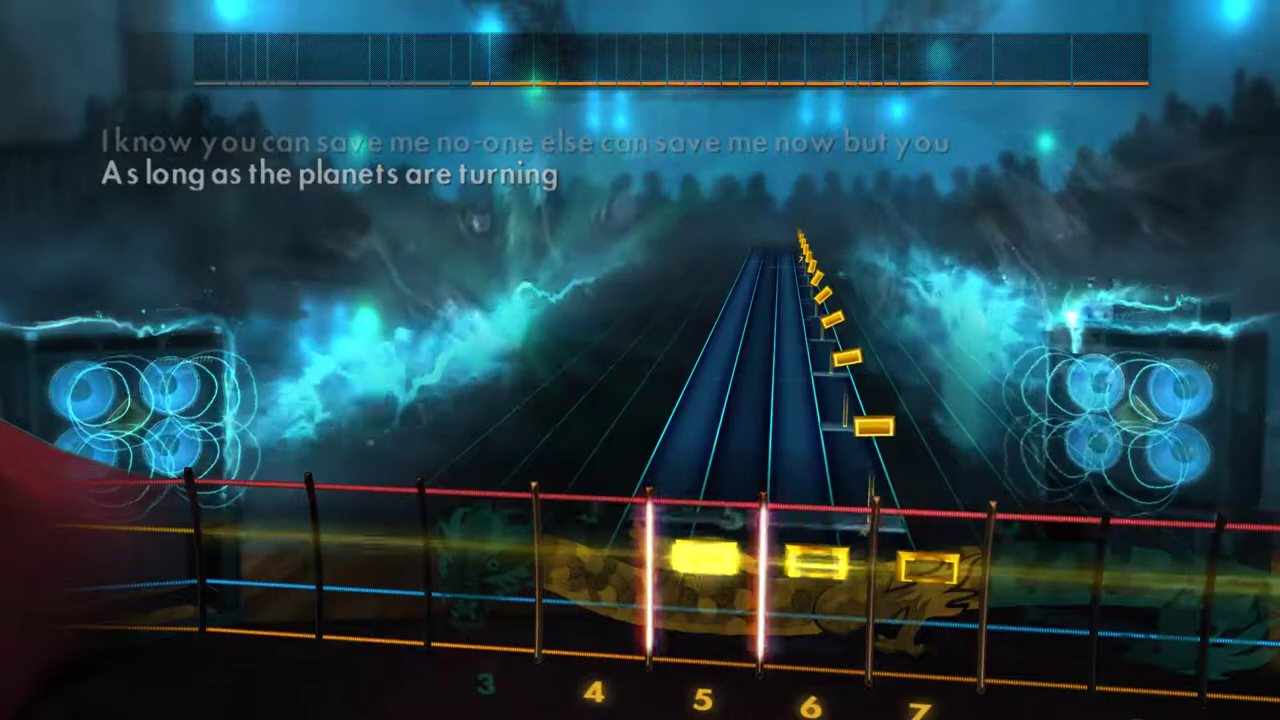 I know you can save me no-one else can save me now but you
As long as the planets are turning
5
3 4 5 6 7